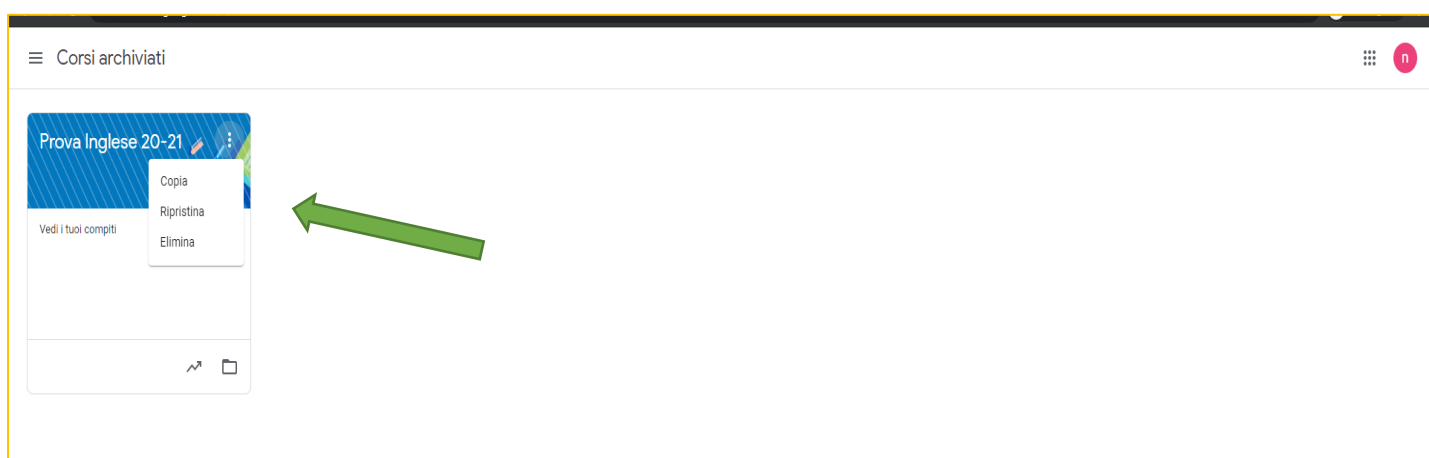 Corsi archiviati
n
Prova Inglese 20-21
Copia
Ripristina
Vedi i tuoi compiti
Elimina